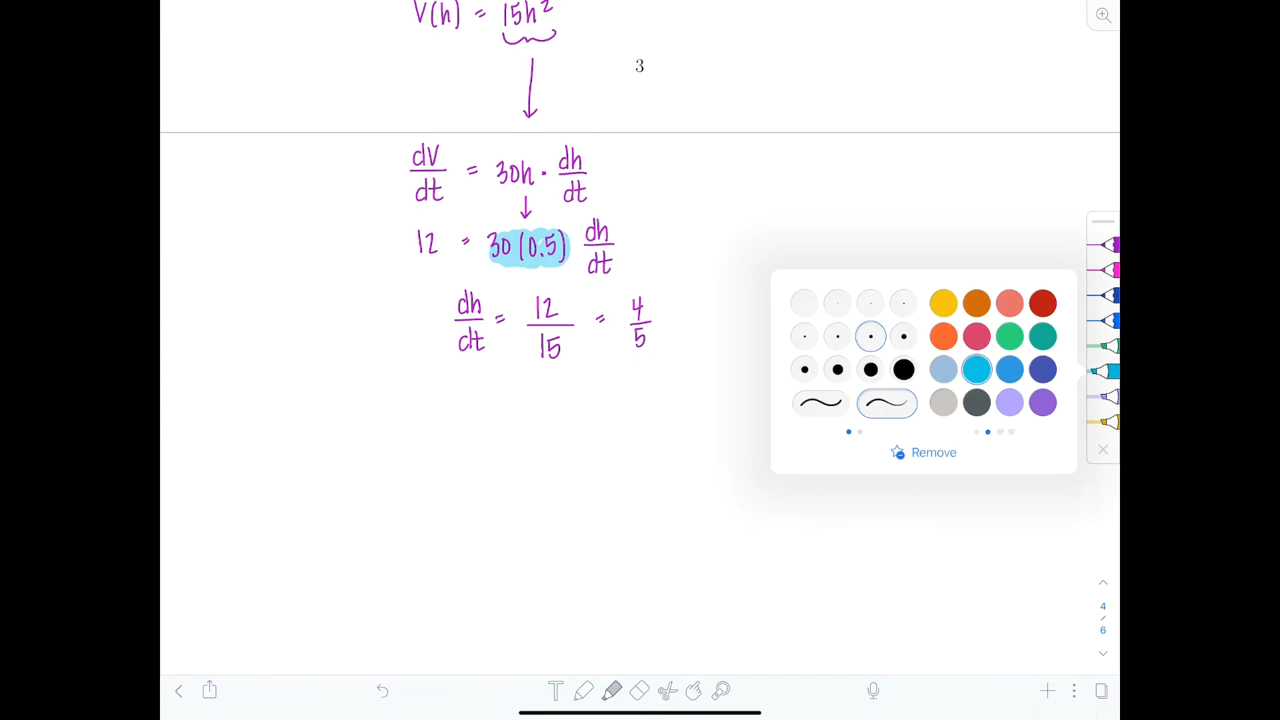 V(h) = 15h²
3
dV/dt = 30h · dh/dt
12 = 30(0.5) dh/dt
dh/dt = 12/15 = 4/5
Remove
4
/
6
T